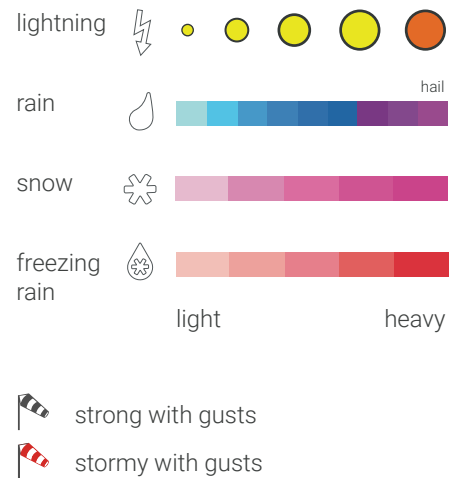 lightning
hail
rain
snow
freezing
rain
light heavy
strong with gusts
stormy with gusts